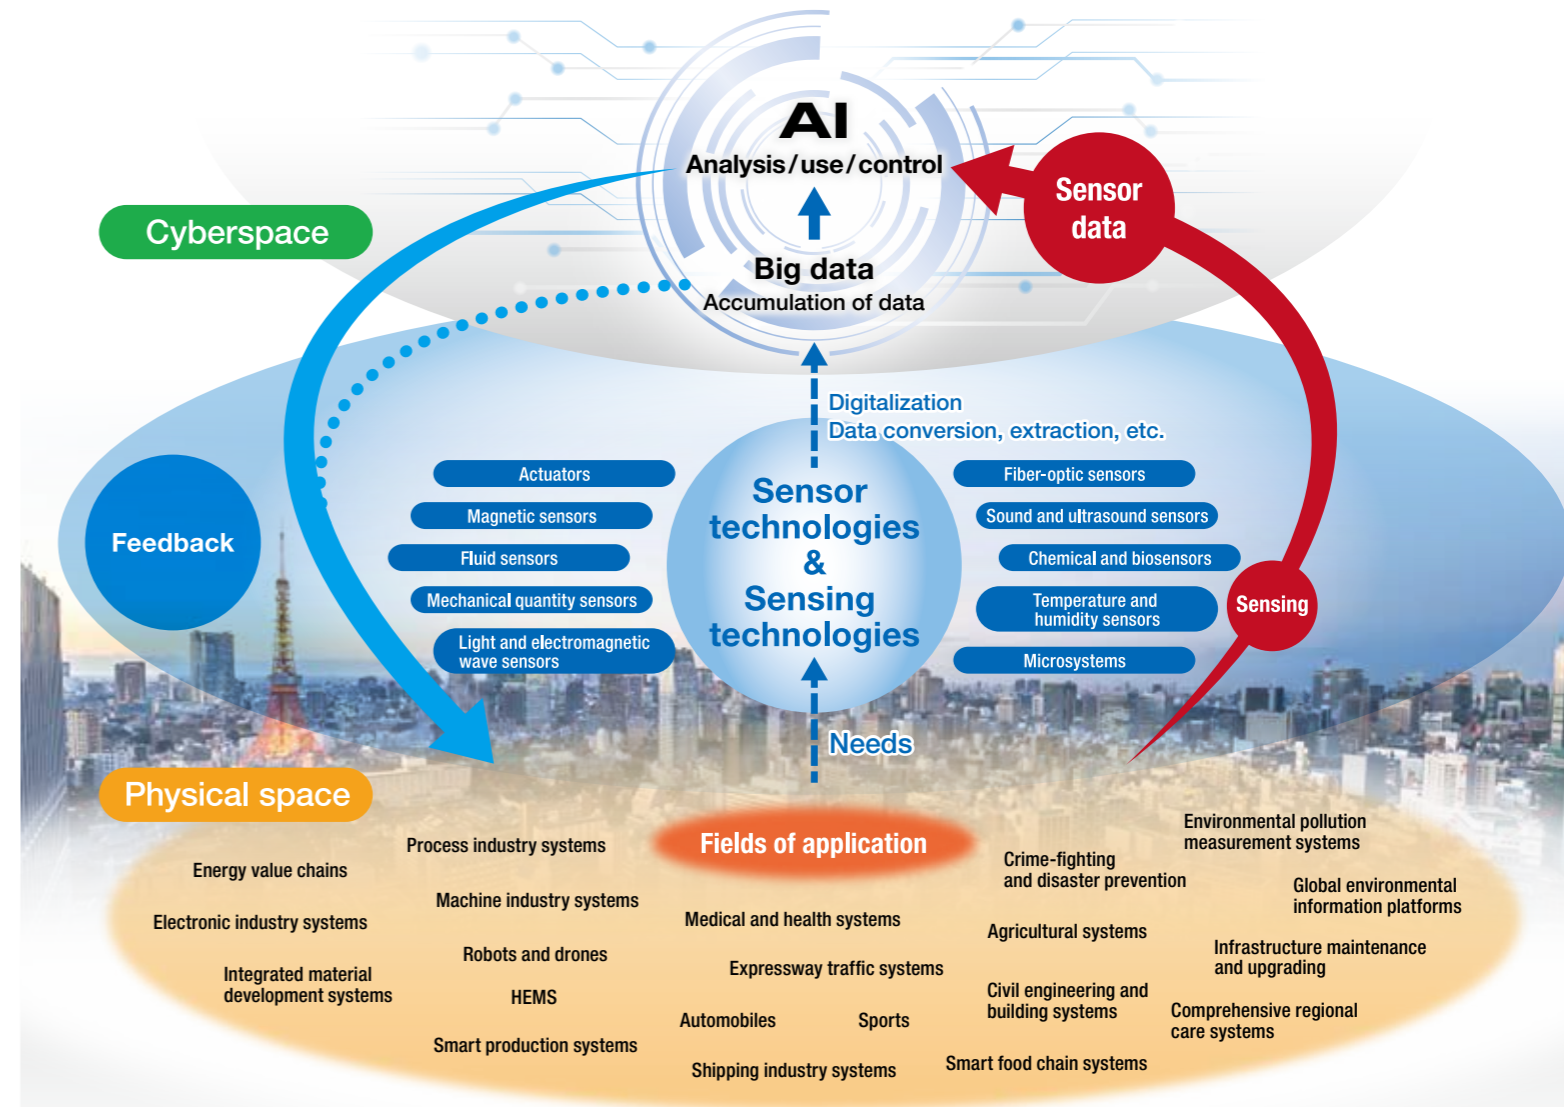 AI
Analysis/use/control
Sensor
data
Cyberspace
Big data
Accumulation of data
Digitalization
Data conversion, extraction, etc.
Feedback
Actuators
Magnetic sensors
Fluid sensors
Mechanical quantity sensors
Light and electromagnetic
wave sensors
Sensor
technologies
&
Sensing
technologies
Fiber-optic sensors
Sound and ultrasound sensors
Chemical and biosensors
Temperature and
humidity sensors
Microsystems
Sensing
Needs
Physical space
Fields of application
Energy value chains
Electronic industry systems
Integrated material
development systems
Process industry systems
Machine industry systems
Robots and drones
HEMS
Smart production systems
Medical and health systems
Expressway traffic systems
Automobiles
Sports
Shipping industry systems
Crime-fighting
and disaster prevention
Agricultural systems
Civil engineering and
building systems
Smart food chain systems
Environmental pollution
measurement systems
Global environmental
information platforms
Infrastructure maintenance
and upgrading
Comprehensive regional
care systems